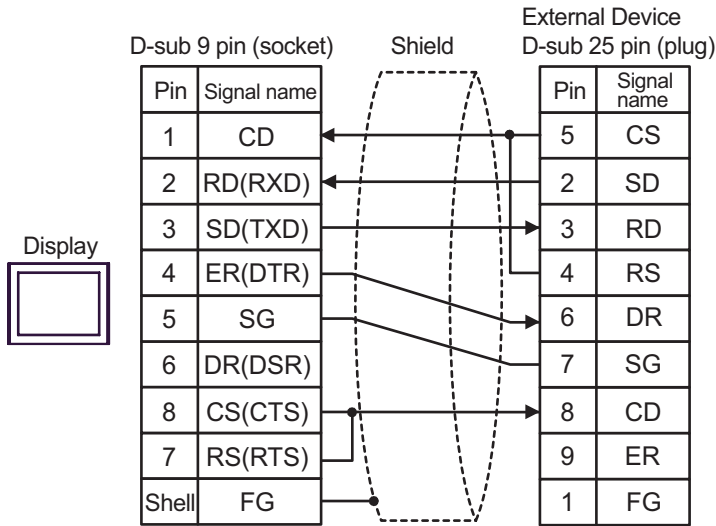 External Device
D-sub 9 pin (socket) Shield D-sub 25 pin (plug)
Pin Signal name Pin Signal name
1 CD 5 CS
2 RD(RXD) 2 SD
3 SD(TXD) 3 RD
Display
4 ER(DTR) 4 RS
5 SG 6 DR
6 DR(DSR) 7 SG
8 CS(CTS) 8 CD
7 RS(RTS) 9 ER
Shell FG 1 FG